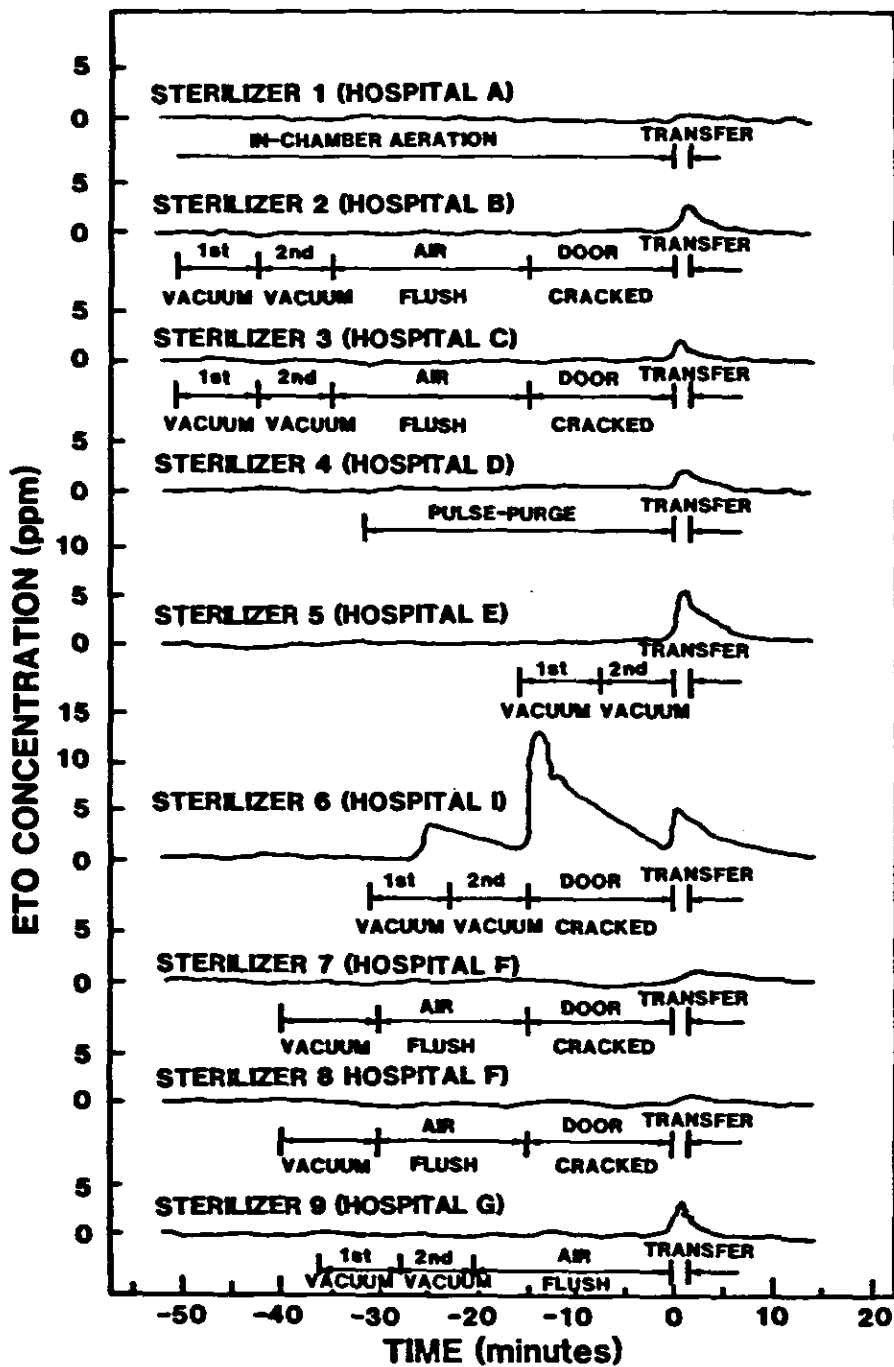 5
STERILIZER 1 (HOSPITAL A)
0
IN-CHAMBER AERATION
TRANSFER
5
STERILIZER 2 (HOSPITAL B)
0
TRANSFER
1st 2nd AIR DOOR
VACUUM VACUUM FLUSH CRACKED
5
STERILIZER 3 (HOSPITAL C)
0
1st 2nd AIR DOOR TRANSFER
VACUUM VACUUM FLUSH CRACKED
5
STERILIZER 4 (HOSPITAL D)
0
TRANSFER
PULSE-PURGE
10
5
STERILIZER 5 (HOSPITAL E)
0
TRANSFER
1st 2nd
VACUUM VACUUM
15
10
STERILIZER 6 (HOSPITAL I)
5
0
1st 2nd DOOR TRANSFER
VACUUM VACUUM CRACKED
5
STERILIZER 7 (HOSPITAL F)
0
AIR DOOR TRANSFER
VACUUM FLUSH CRACKED
5
STERILIZER 8 HOSPITAL F)
0
AIR DOOR TRANSFER
VACUUM FLUSH CRACKED
5
STERILIZER 9 (HOSPITAL G)
0
1st 2nd AIR TRANSFER
VACUUM VACUUM FLUSH
-50 -40 -30 -20 -10 0 10 20
TIME (minutes)
ETO CONCENTRATION (ppm)